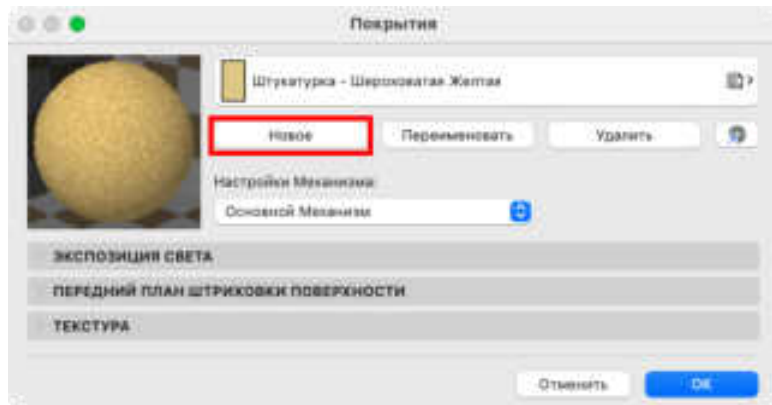 Покрытия
Штукатурка - Шероховатая Желтая
Новое
Переименовать
Удалить
Настройки Механизма:
Основной Механизм
ЭКСПОЗИЦИЯ СВЕТА
ПЕРЕДНИЙ ПЛАН ШТРИХОВКИ ПОВЕРХНОСТИ
ТЕКСТУРА
Отменить
OK